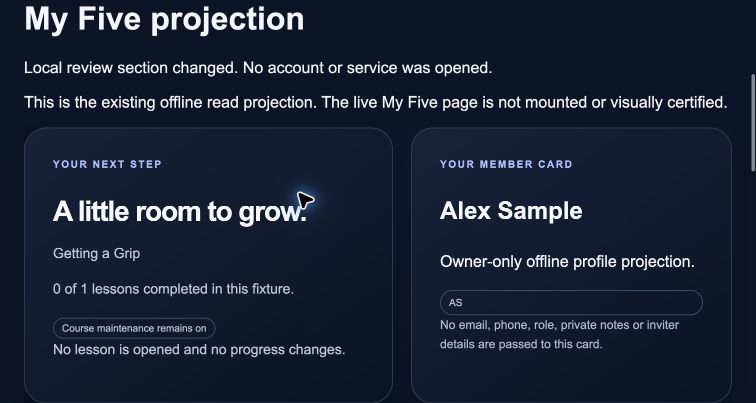 My Five projection
Local review section changed. No account or service was opened.
This is the existing offline read projection. The live My Five page is not mounted or visually certified.
YOUR NEXT STEP
A little room to grow.
Getting a Grip
0 of 1 lessons completed in this fixture.
Course maintenance remains on
No lesson is opened and no progress changes.
YOUR MEMBER CARD
Alex Sample
Owner-only offline profile projection.
AS
No email, phone, role, private notes or inviter
details are passed to this card.